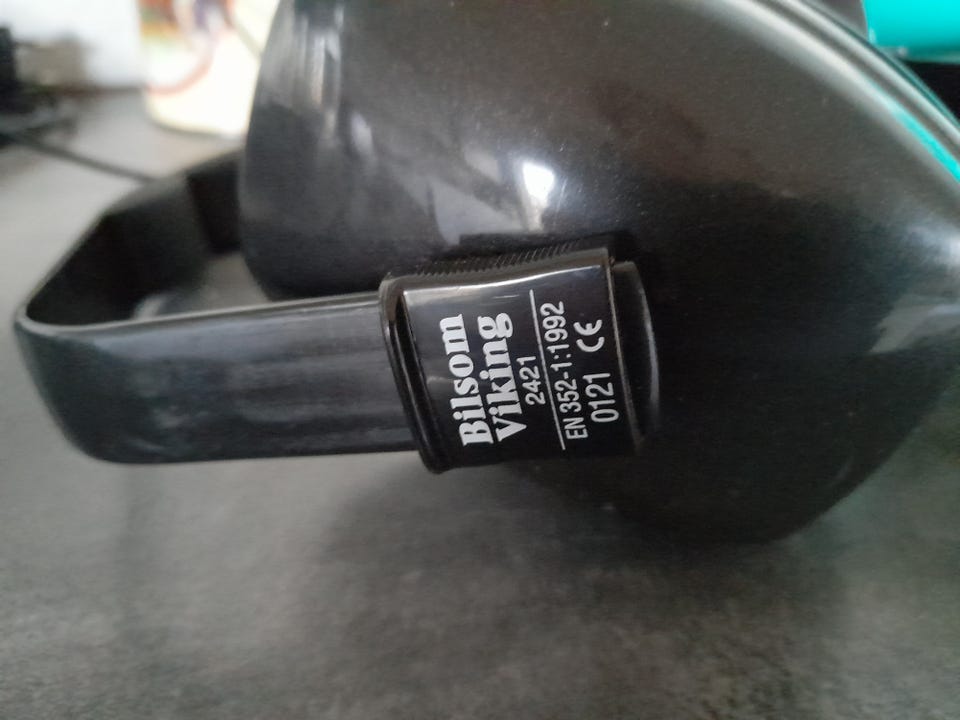 Bilsom
Viking
2421
EN 352-1:1992
0121 CE